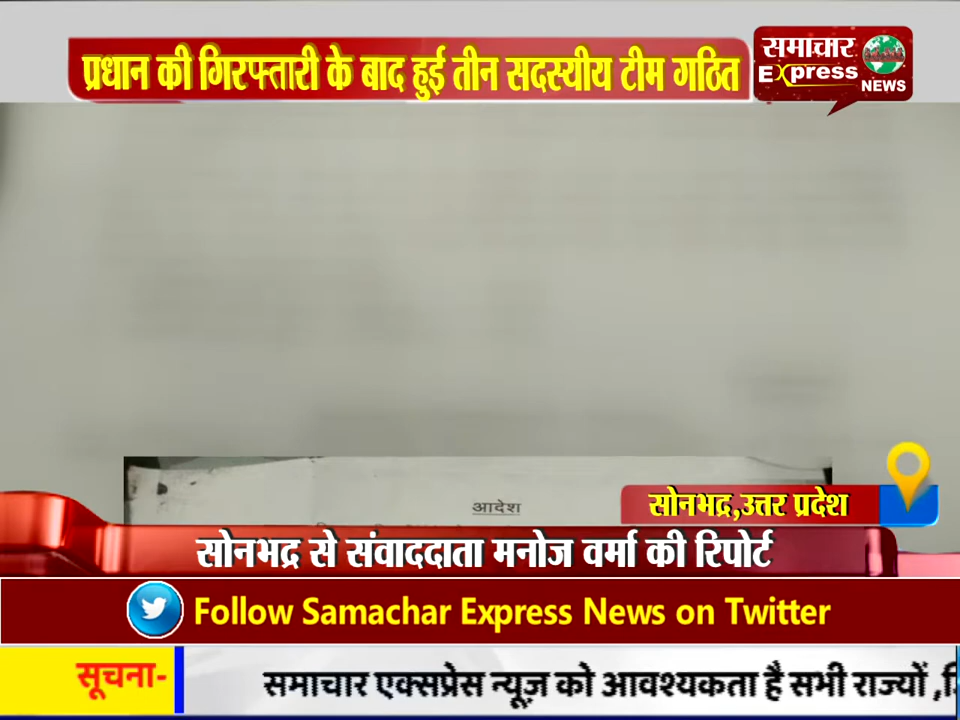 प्रधान की गिरफ्तारी के बाद हुई तीन सदस्यीय टीम गठित
समाचार
Express
NEWS
आदेश
सोनभद्र,उत्तर प्रदेश
सोनभद्र से संवाददाता मनोज वर्मा की रिपोर्ट
Follow Samachar Express News on Twitter
सूचना-
समाचार एक्सप्रेस न्यूज़ को आवश्यकता है सभी राज्यों ,